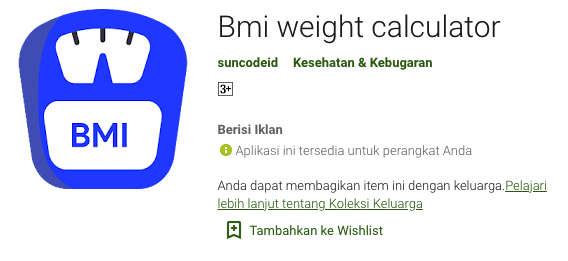 Bmi weight calculator
suncodeid Kesehatan & Kebugaran
3+
BMI
Berisi Iklan
Aplikasi ini tersedia untuk perangkat Anda
Anda dapat membagikan item ini dengan keluarga.Pelajari
lebih lanjut tentang Koleksi Keluarga
Tambahkan ke Wishlist